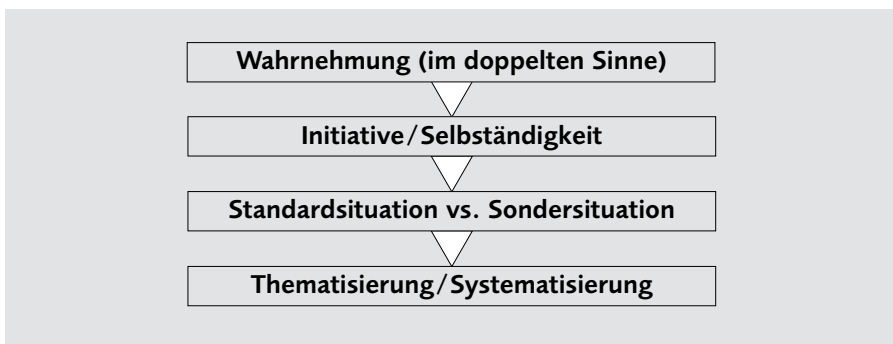 Wahrnehmung (im doppelten Sinne)
Initiative/Selbständigkeit
Standardsituation vs. Sondersituation
Thematisierung/Systematisierung